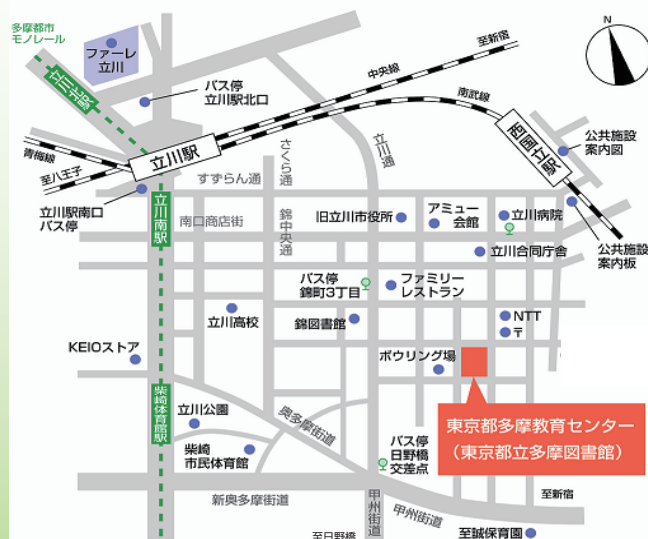 多摩都市
モノレール
ファーレ
立川
立川北駅
バス停
立川駅北口
至新宿
中央線
南武線
N
青梅線
至八王子
立川駅
西国立駅
公共施設
案内図
立川駅南口
バス停
すずらん通
さくら通
立川通
立川南駅
南口商店街
錦中央通
旧立川市役所
アミュー
会館
立川病院
公共施設
案内板
立川合同庁舎
バス停
錦町3丁目
ファミリー
レストラン
立川高校
錦図書館
NTT
〒
KEIOストア
ボウリング場
柴崎体育館駅
立川公園
奥多摩街道
東京都多摩教育センター
(東京都立多摩図書館)
柴崎
市民体育館
バス停
日野橋
交差点
新奥多摩街道
甲州街道
甲州街道
至新宿
至日野橋
至誠保育園